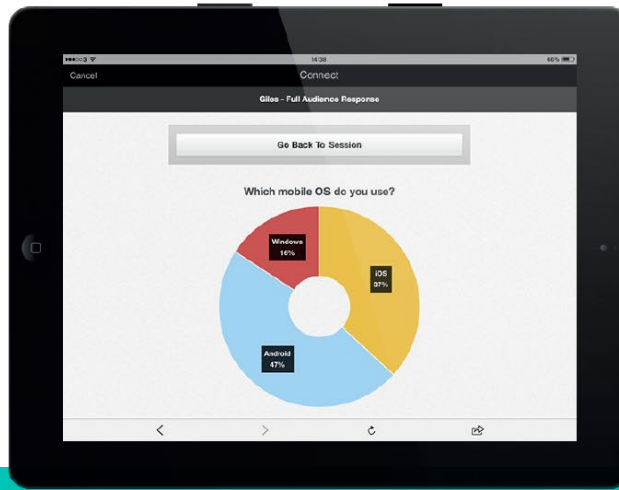 14:38
Cancel
Connect
Giles - Full Audience Response
Go Back To Session
Which mobile OS do you use?
Windows
16%
iOS
37%
Android
47%